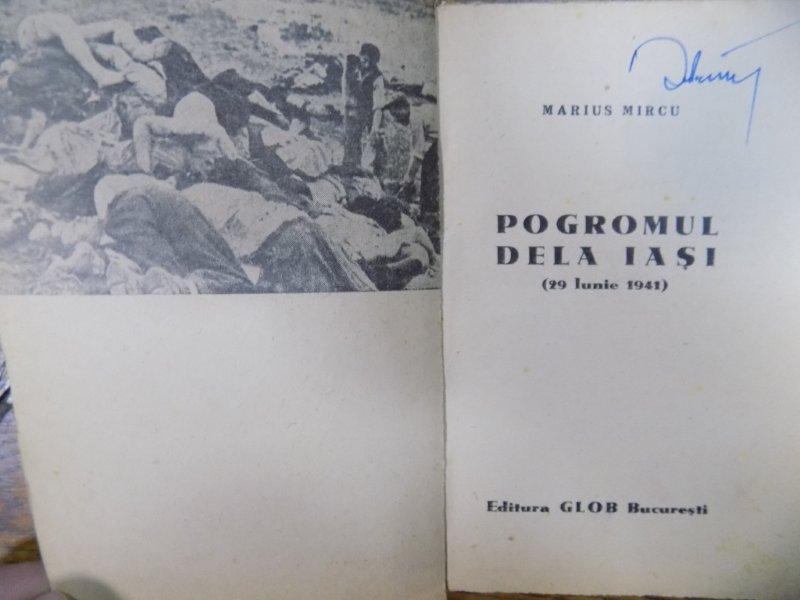 MARIUS MIRCU
POGROMUL
DELA IAŞI
(29 Iunie 1941)
Editura GLOB Bucureşti